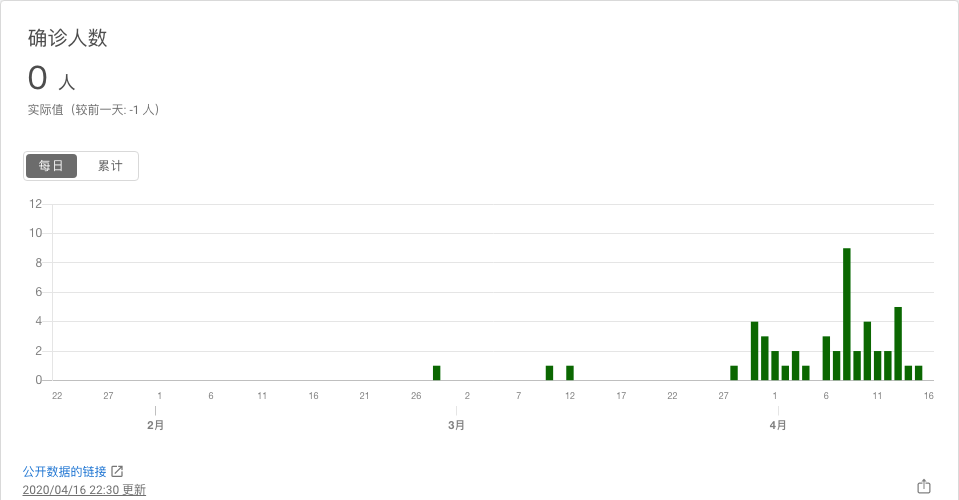 确诊人数
0 人
实际值（较前一天: -1 人）
每日 累计
12
10
8
6
4
2
0
22 27 1 6 11 16 21 26 2 7 12 17 22 27 1 6 11 16
2月 3月 4月
公开数据的链接
2020/04/16 22:30 更新